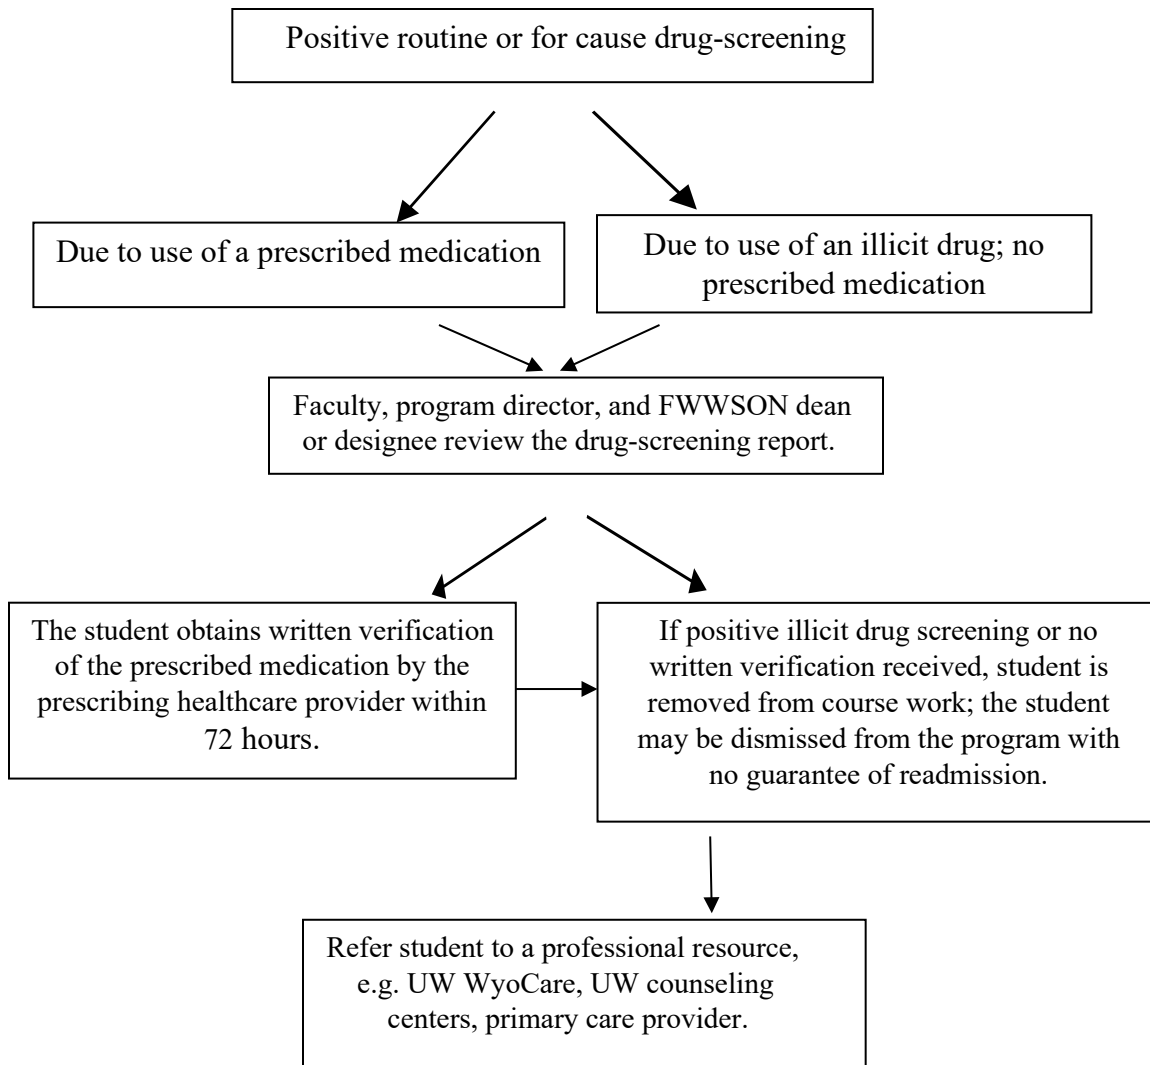 Positive routine or for cause drug-screening
Due to use of a prescribed medication
Due to use of an illicit drug; no
prescribed medication
Faculty, program director, and FWWSON dean
or designee review the drug-screening report.
The student obtains written verification
of the prescribed medication by the
prescribing healthcare provider within
72 hours.
If positive illicit drug screening or no
written verification received, student is
removed from course work; the student
may be dismissed from the program with
no guarantee of readmission.
Refer student to a professional resource,
e.g. UW WyoCare, UW counseling
centers, primary care provider.